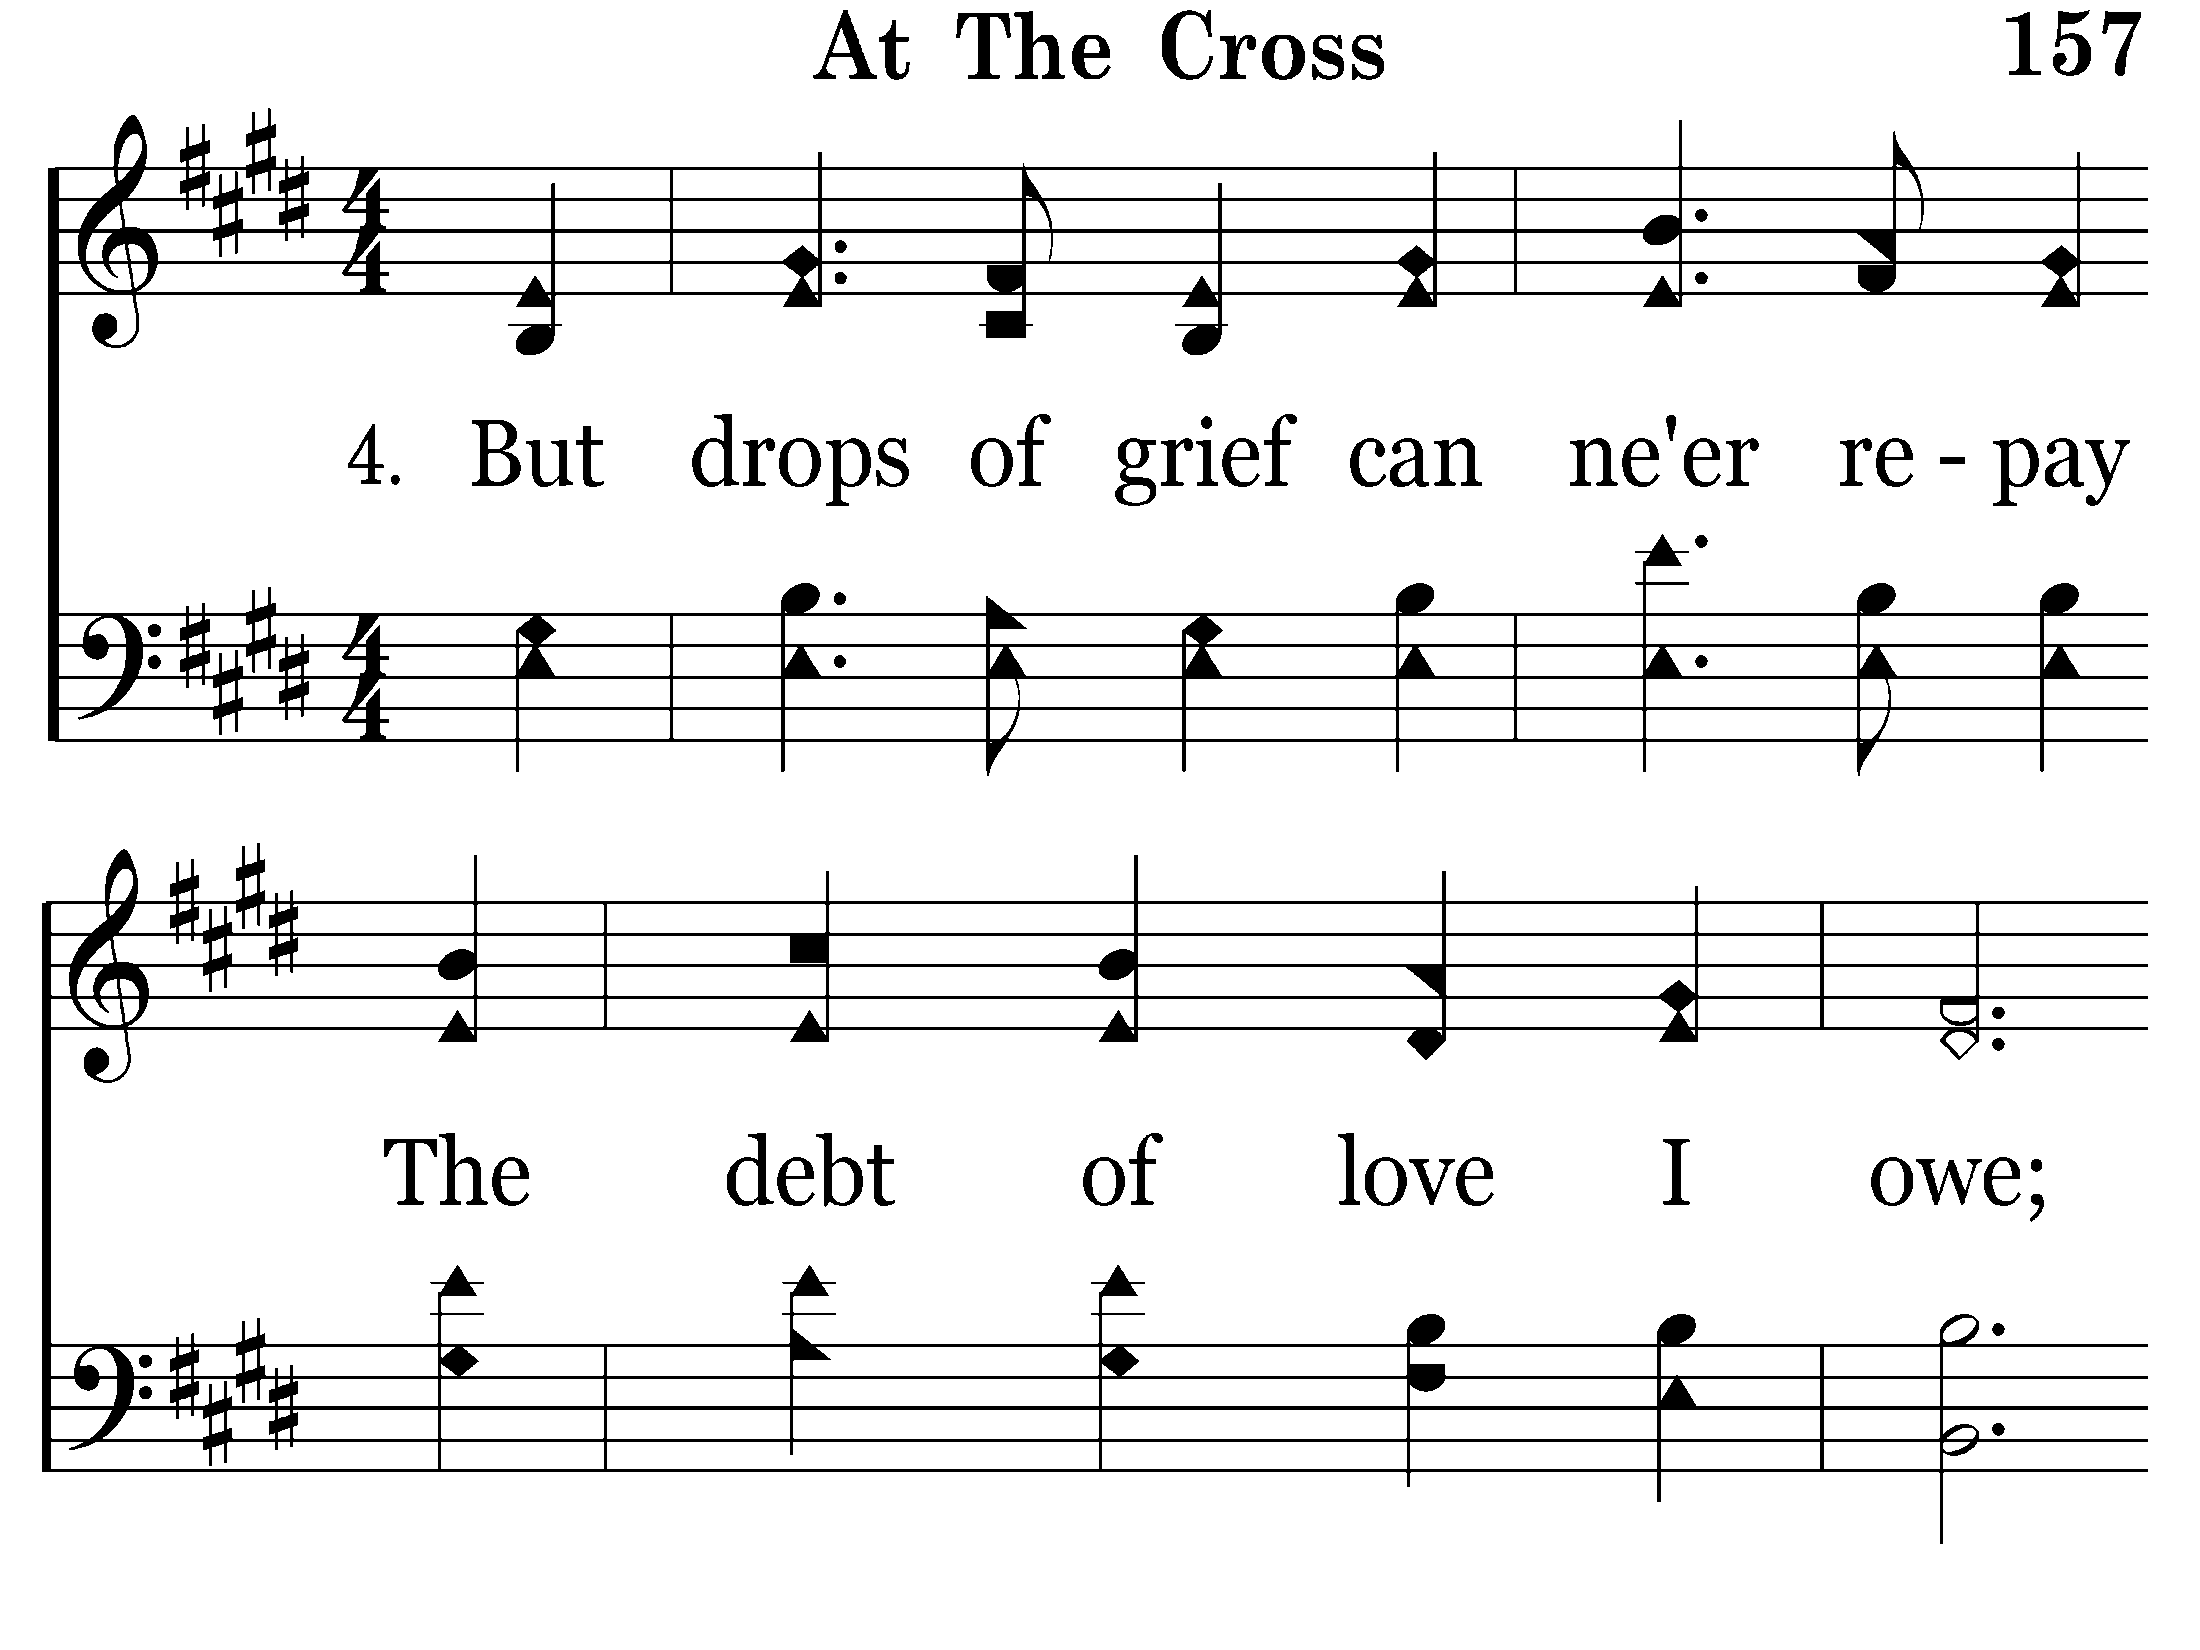 At The Cross 157
4. But drops of grief can ne'er re - pay
The debt of love I owe;